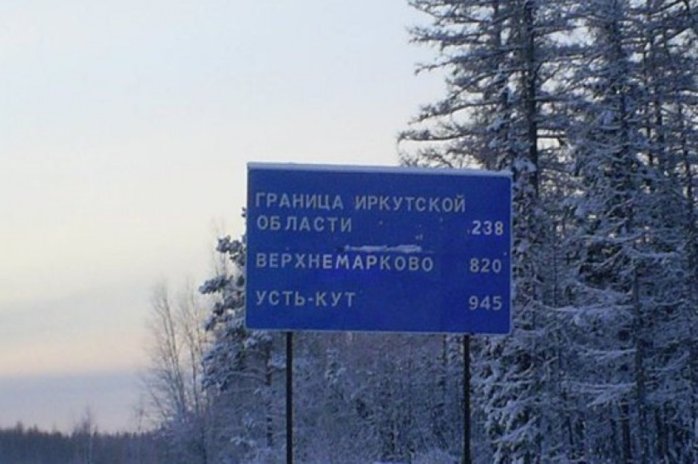 ГРАНИЦА ИРКУТСКОЙ
ОБЛАСТИ 238
ВЕРХНЕМАРКОВО 820
УСТЬ-КУТ 945